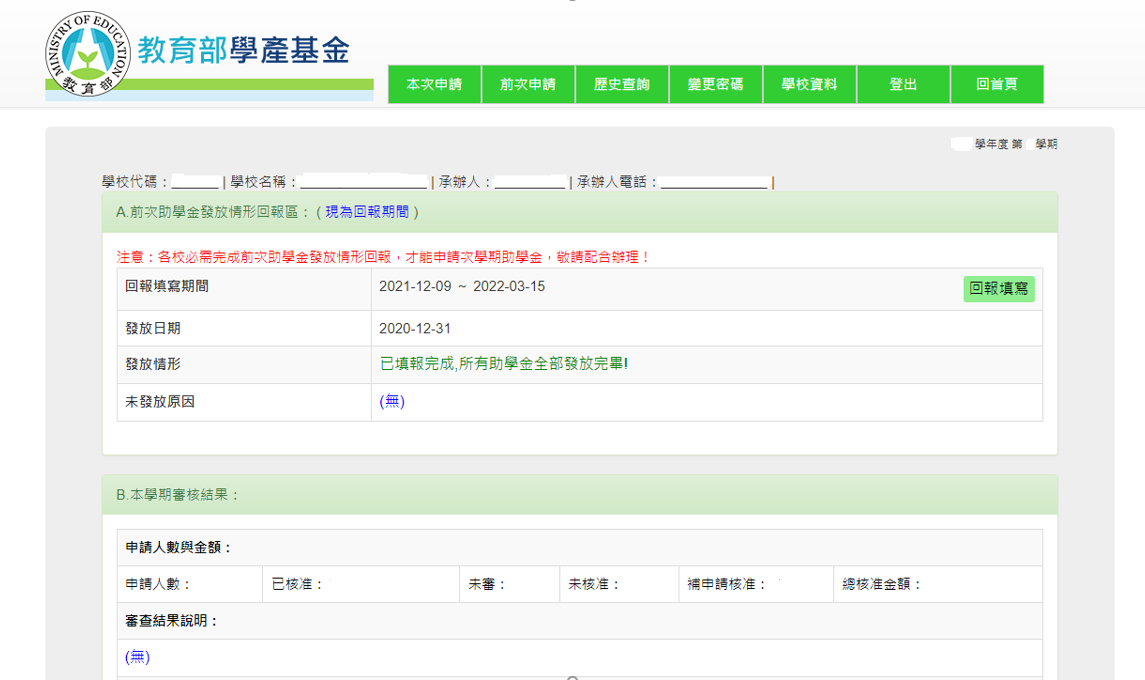 MINISTRY OF EDUCATION
教育部
教育部學產基金
本次申請 前次申請 歷史查詢 變更密碼 學校資料 登出 回首頁
學年度 第 學期
學校代碼： | 學校名稱： | 承辦人： | 承辦人電話： |
A.前次助學金發放情形回報區：（現為回報期間）
注意：各校必需完成前次助學金發放情形回報，才能申請次學期助學金，敬請配合辦理！
回報填寫期間 2021-12-09 ～ 2022-03-15 回報填寫
發放日期 2020-12-31
發放情形 已填報完成,所有助學金全部發放完畢!
未發放原因 (無)
B.本學期審核結果：
申請人數與金額：
申請人數： 已核准： 未審： 未核准： 補申請核准： 總核准金額：
審查結果說明：
(無)